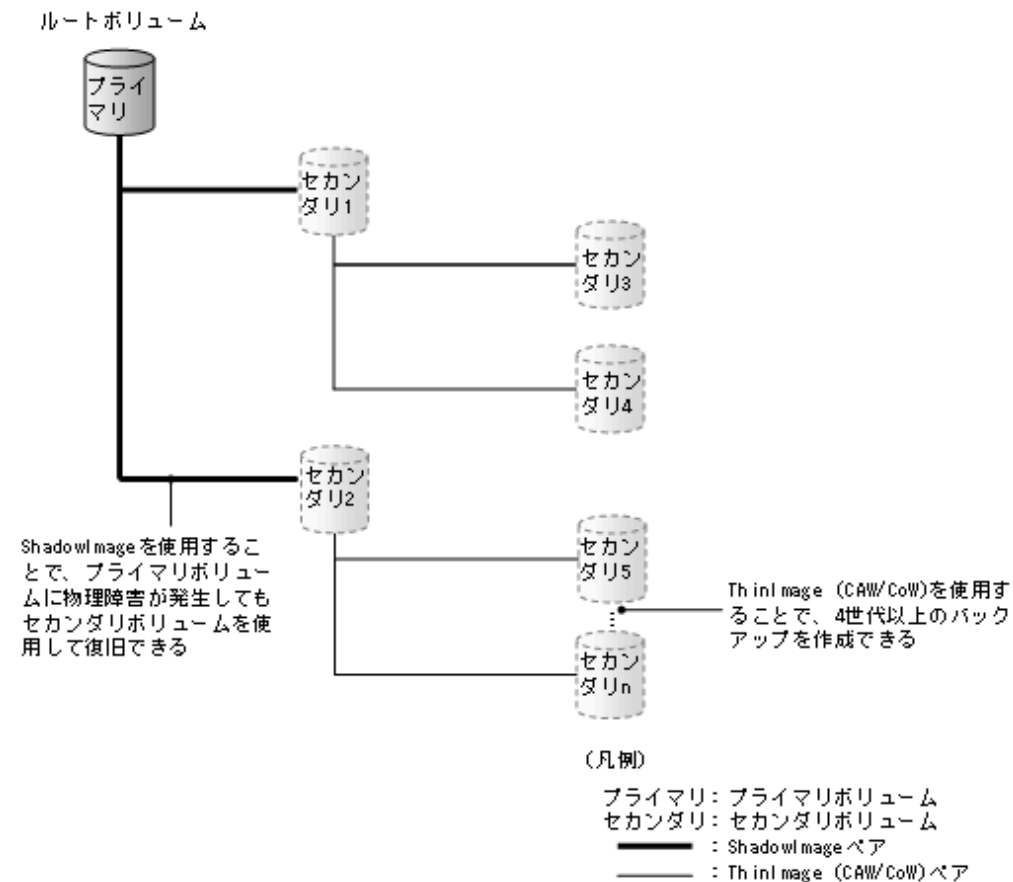 ルートボリューム
プライ
マリ
セカン
ダリ1
セカン
ダリ3
セカン
ダリ4
セカン
ダリ2
ShadowImageを使用するこ
とで、プライマリボリュー
ムに物理障害が発生しても
セカンダリボリュームを使
用して復旧できる
セカン
ダリ5
ThinImage (CAW/CoW)を使用す
ることで、4世代以上のバック
アップを作成できる
セカン
ダリn
(凡例)
プライマリ：プライマリボリューム
セカンダリ：セカンダリボリューム
：ShadowImageペア
：ThinImage (CAW/CoW)ペア